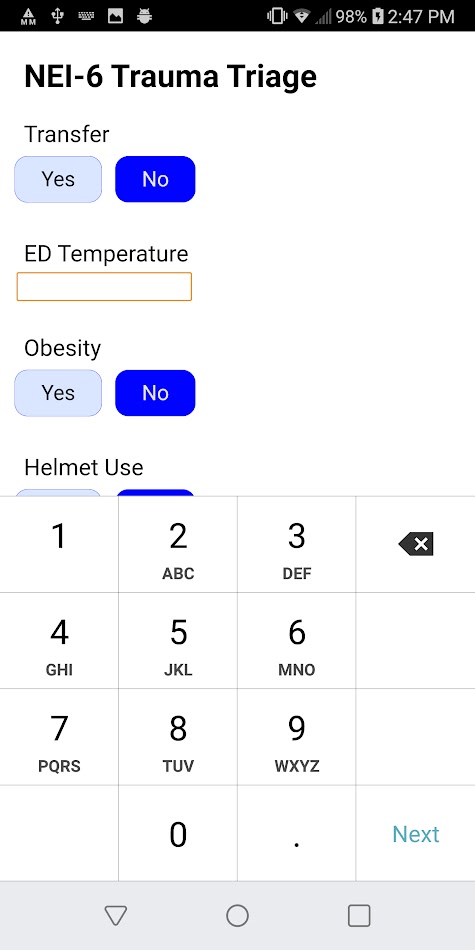 MM 98% 2:47 PM
NEI-6 Trauma Triage
Transfer
Yes No
ED Temperature
Obesity
Yes No
Helmet Use
1 2 3
ABC DEF
4 5 6
GHI JKL MNO
7 8 9
PQRS TUV WXYZ
0 . Next